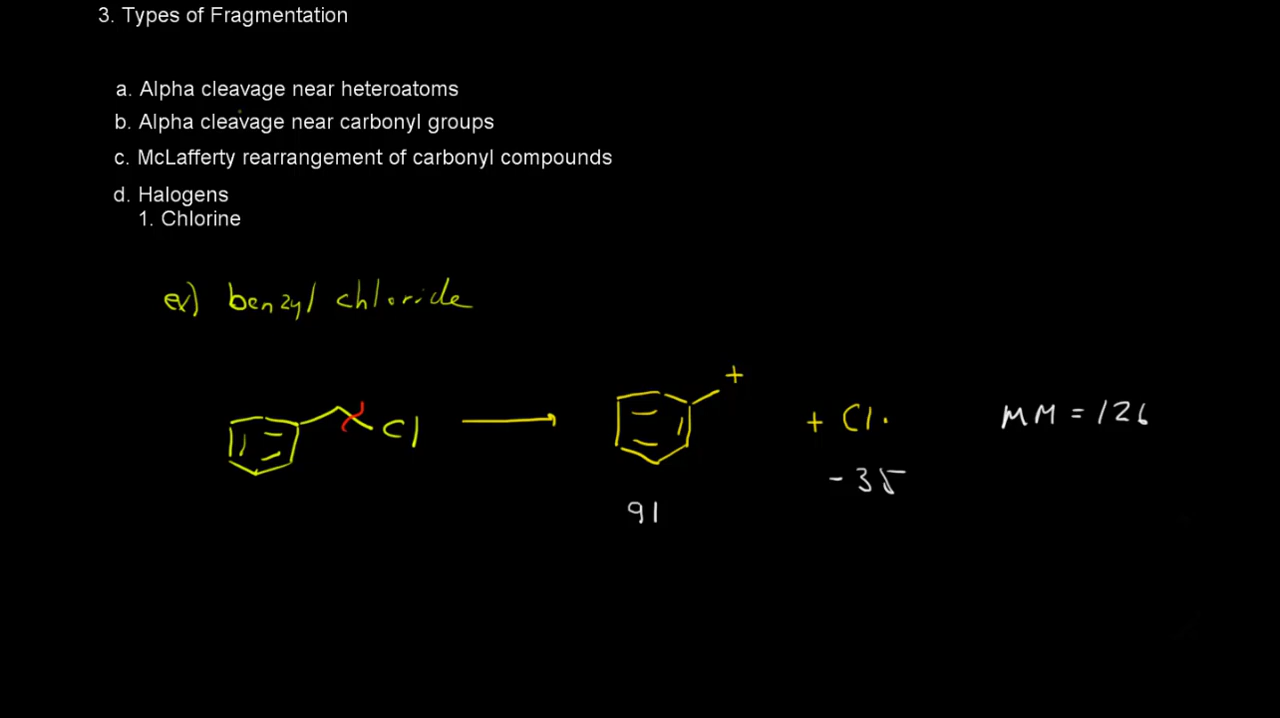 3. Types of Fragmentation
a. Alpha cleavage near heteroatoms
b. Alpha cleavage near carbonyl groups
c. McLafferty rearrangement of carbonyl compounds
d. Halogens
1. Chlorine
ex) benzyl chloride
+
Cl
+ Cl·
MM = 126
-35
91